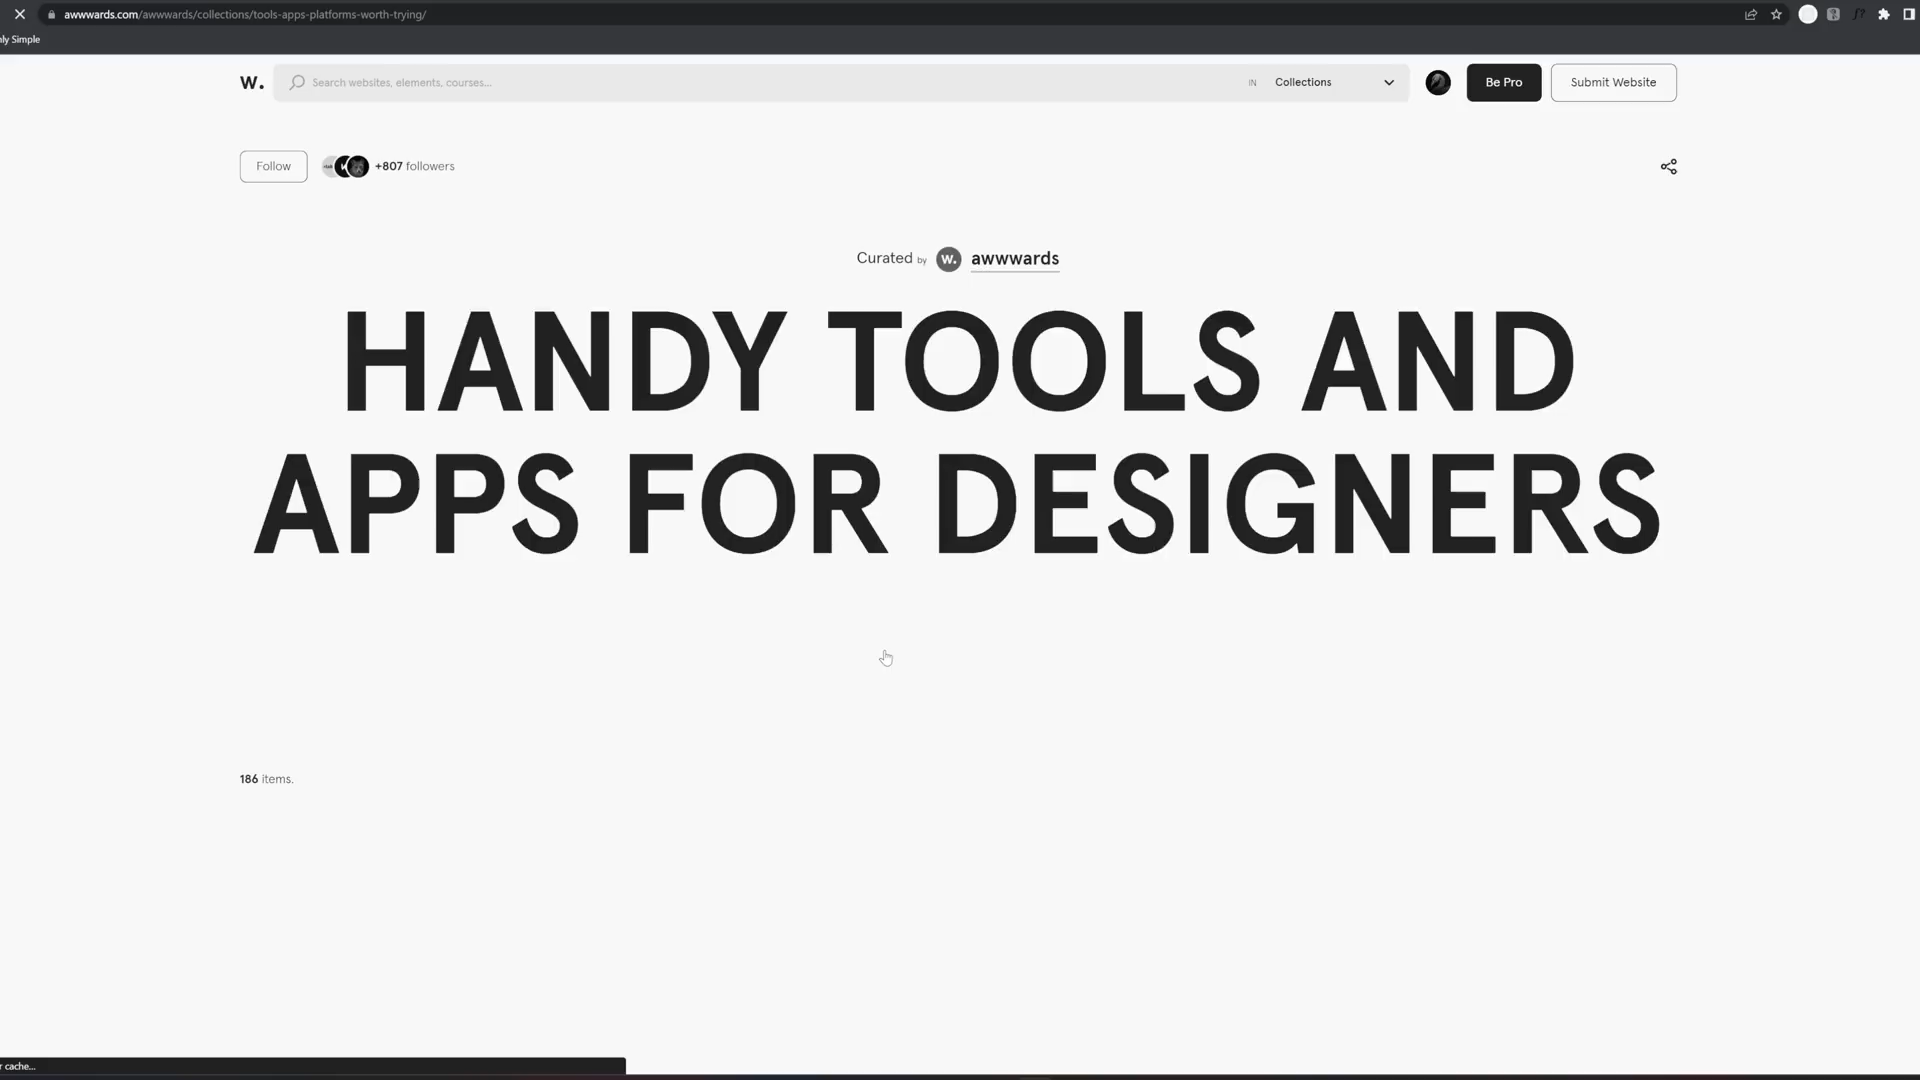 awwwards.com/awwwards/collections/tools-apps-platforms-worth-trying/
nly Simple
w. Search websites, elements, courses... IN Collections Be Pro Submit Website
Follow +807 followers
Curated by w. awwwards
HANDY TOOLS AND
APPS FOR DESIGNERS
186 items.
r cache...